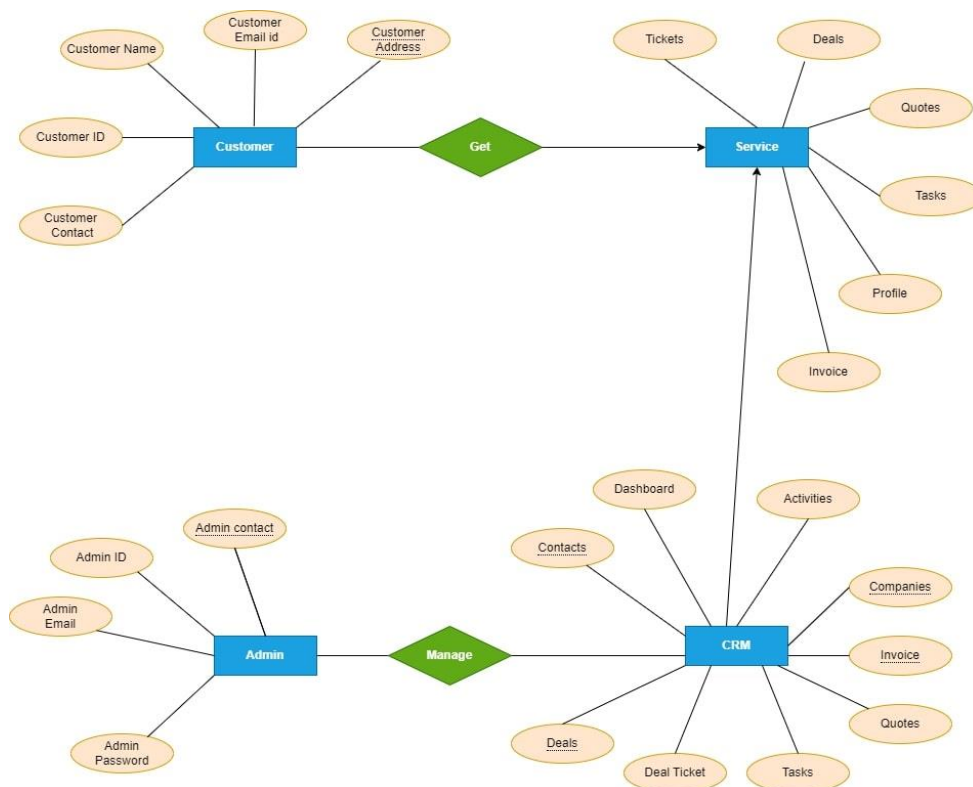 Customer
Email id
Customer
Address
Customer Name
Tickets
Deals
Quotes
Customer ID
Customer
Get
Service
Tasks
Customer
Contact
Profile
Invoice
Dashboard
Activities
Admin contact
Contacts
Admin ID
Companies
Admin
Email
Admin
Manage
CRM
Invoice
Quotes
Deals
Admin
Password
Deal Ticket
Tasks